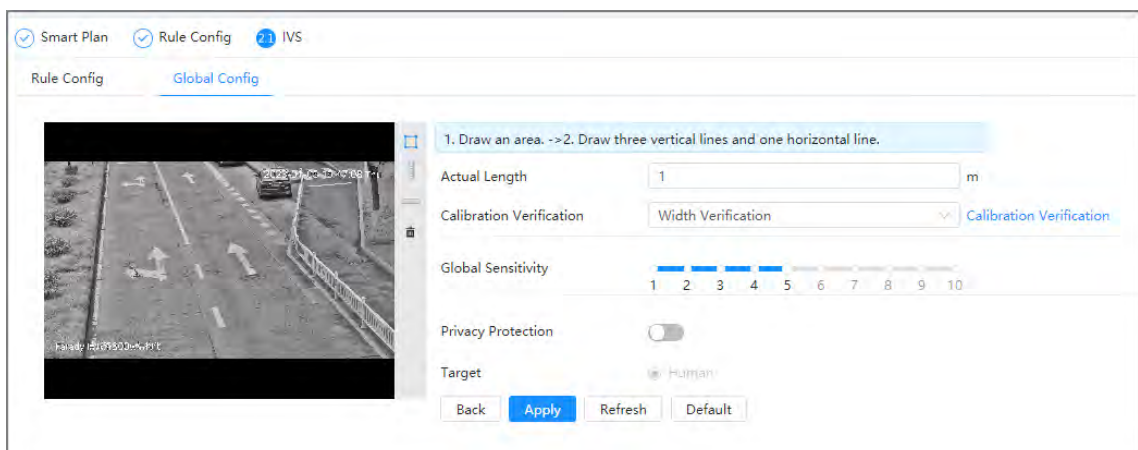 Smart Plan Rule Config 2.1 IVS
Rule Config Global Config
1. Draw an area. ->2. Draw three vertical lines and one horizontal line.
Actual Length 1 m
Calibration Verification Width Verification Calibration Verification
Global Sensitivity
1 2 3 4 5 6 7 8 9 10
Privacy Protection
Target Human
Back Apply Refresh Default